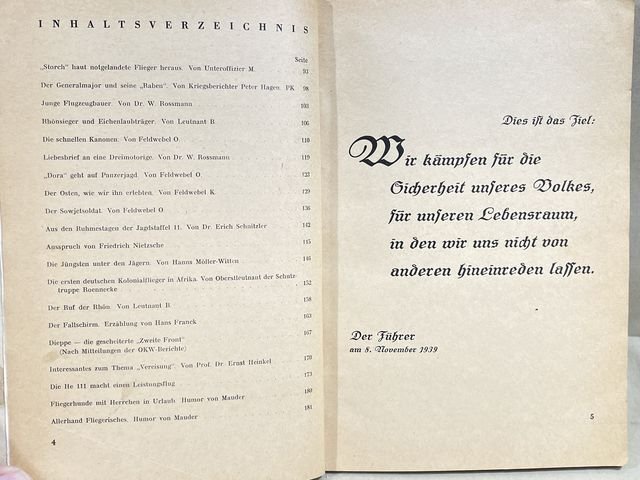 INHALTSVERZEICHNIS
Seite
„Storch" haut notgelandete Flieger heraus. Von Unteroffizier M. 93
Der Generalmajor und seine „Raben". Von Kriegsberichter Peter Hagen. PK 98
Junge Flugzeugbauer. Von Dr. W. Rossmann 103
Rhönsieger und Eichenlaubträger. Von Leutnant B. 106
Die schnellen Kanonen. Von Feldwebel O. 110
Liebesbrief an eine Dreimotorige. Von Dr. W. Rossmann 119
„Dora" geht auf Panzerjagd. Von Feldwebel O. 123
Der Osten, wie wir ihn erlebten. Von Feldwebel K. 129
Der Sowjetsoldat. Von Feldwebel O. 136
Aus den Ruhmestagen der Jagdstaffel 11. Von Dr. Erich Schnitzler 142
Ausspruch von Friedrich Nietzsche 145
Die Jüngsten unter den Jägern. Von Hanns Möller-Witten 146
Die ersten deutschen Kolonialflieger in Afrika. Von Oberstleutnant der Schutz-
truppe Roennecke 152
Der Ruf der Rhön. Von Leutnant B. 158
Der Fallschirm. Erzählung von Hans Franck 163
Dieppe — die gescheiterte „Zweite Front" 167
(Nach Mitteilungen der OKW-Berichte)
Interessantes zum Thema „Vereisung". Von Prof. Dr. Ernst Heinkel 170
Die He 111 macht einen Leistungsflug 173
Fliegerhunde mit Herrchen in Urlaub. Humor von Mauder 180
Allerhand Fliegerisches. Humor von Mauder 181
4
Dies ist das Ziel:
Wir kämpfen für die
Sicherheit unseres Volkes,
für unseren Lebensraum,
in den wir uns nicht von
anderen hineinreden lassen.
Der Führer
am 8. November 1939
5